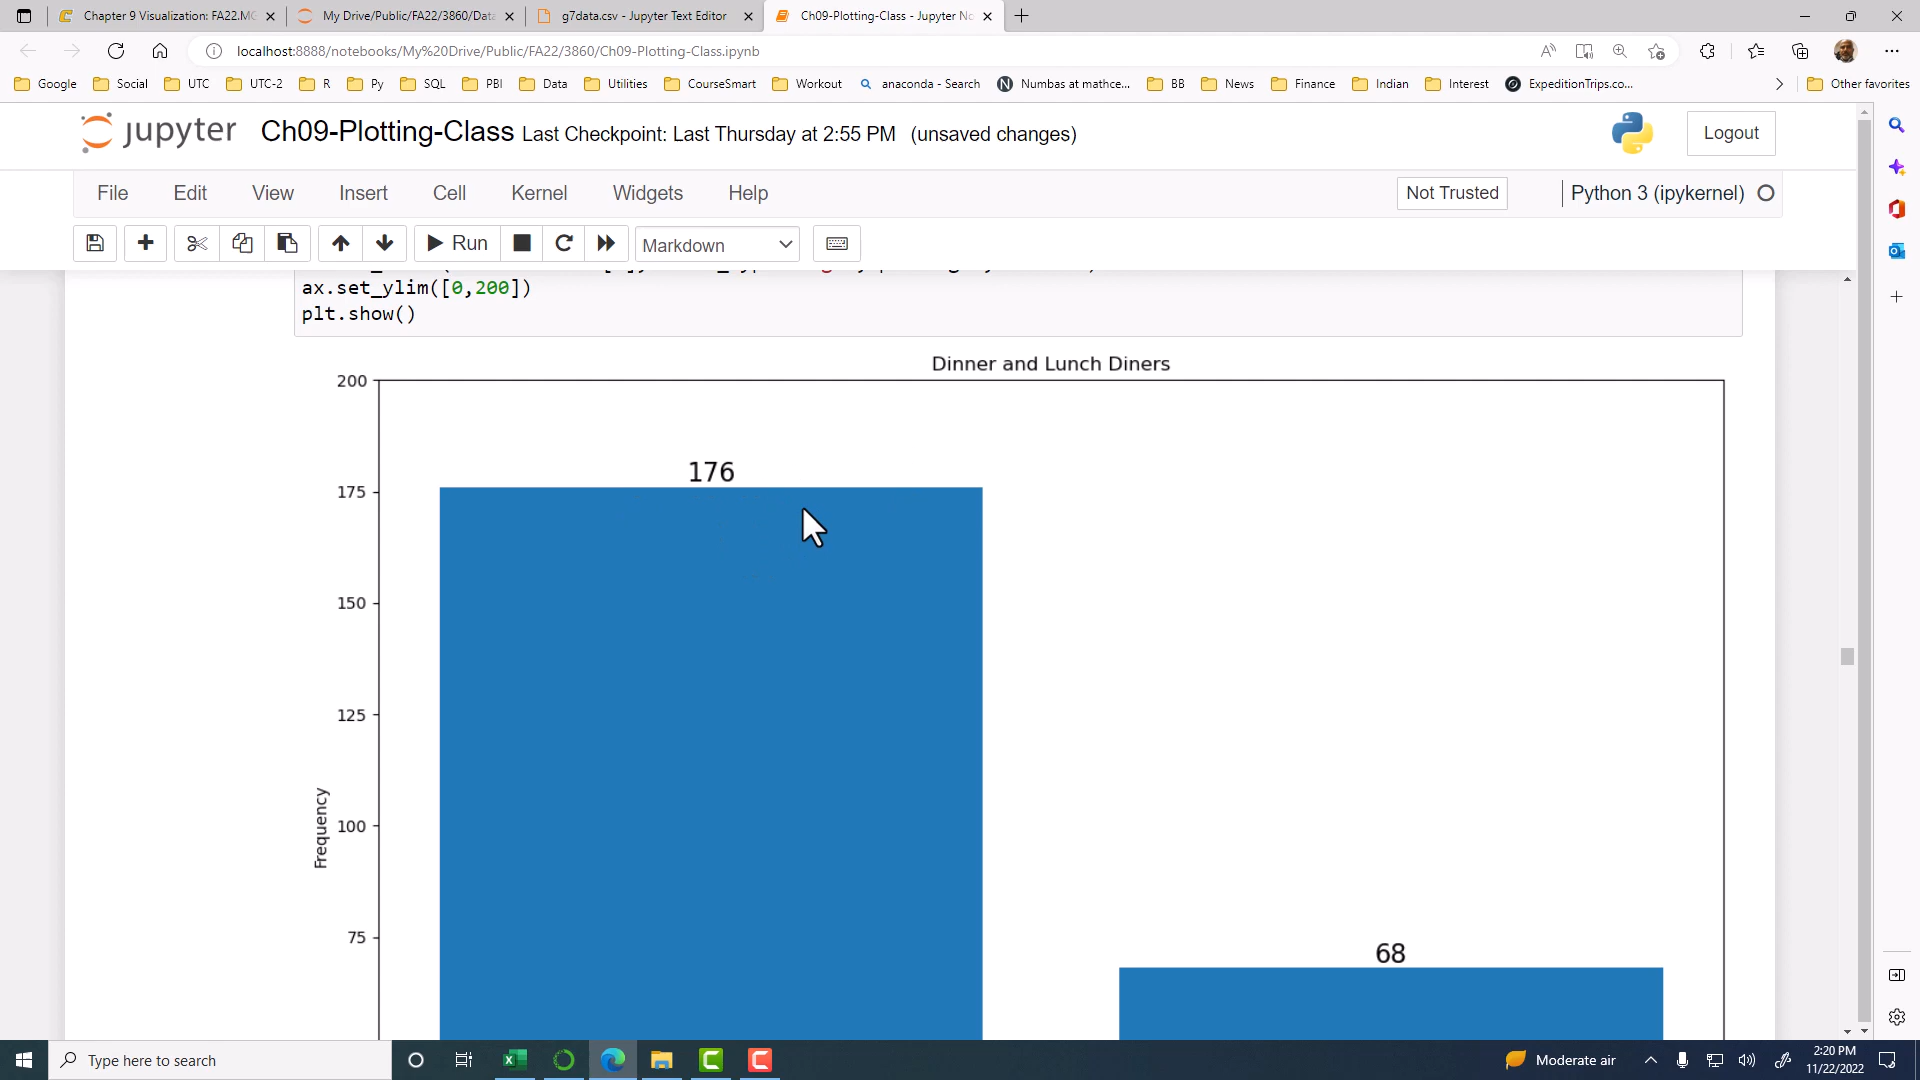 Chapter 9 Visualization: FA22.MG
My Drive/Public/FA22/3860/Data
g7data.csv - Jupyter Text Editor
Ch09-Plotting-Class - Jupyter No
localhost:8888/notebooks/My%20Drive/Public/FA22/3860/Ch09-Plotting-Class.ipynb
Google Social UTC UTC-2 R Py SQL PBI Data Utilities CourseSmart Workout anaconda - Search Numbas at mathce... BB News Finance Indian Interest ExpeditionTrips.co... Other favorites
jupyter Ch09-Plotting-Class Last Checkpoint: Last Thursday at 2:55 PM (unsaved changes) Logout
File Edit View Insert Cell Kernel Widgets Help Not Trusted Python 3 (ipykernel)
Run Markdown
ax.set_ylim([0,200])
plt.show()
Dinner and Lunch Diners
200
176
175
150
125
Frequency
100
75
68
Type here to search
Moderate air
2:20 PM
11/22/2022